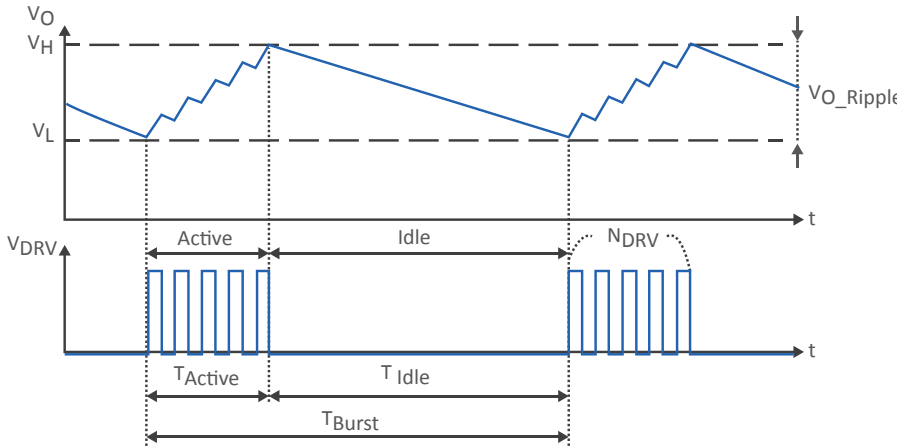 VO
VH
VO_Ripple
VL
t
VDRV
Active
Idle
NDRV
t
TActive
T Idle
TBurst